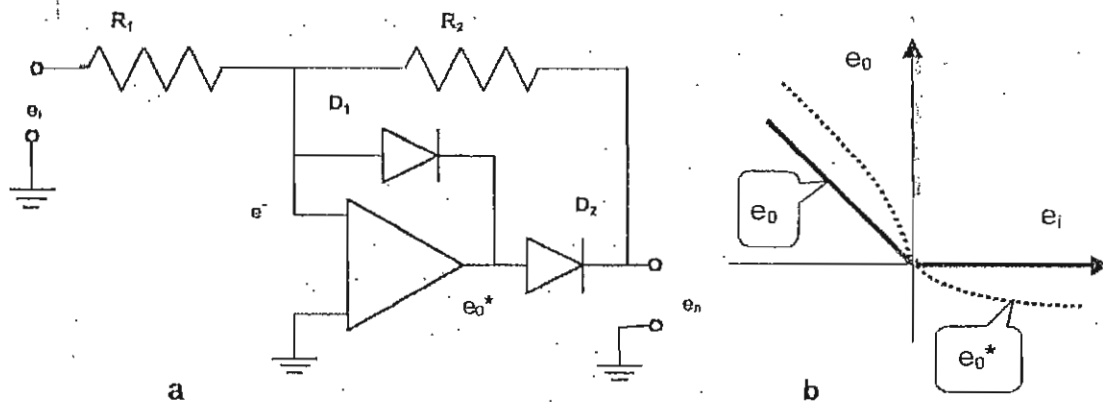 R₁
R₂
D₁
eᵢ
e⁻
D₂
e₀*
eₙ
a
e₀
e₀
eᵢ
e₀*
b